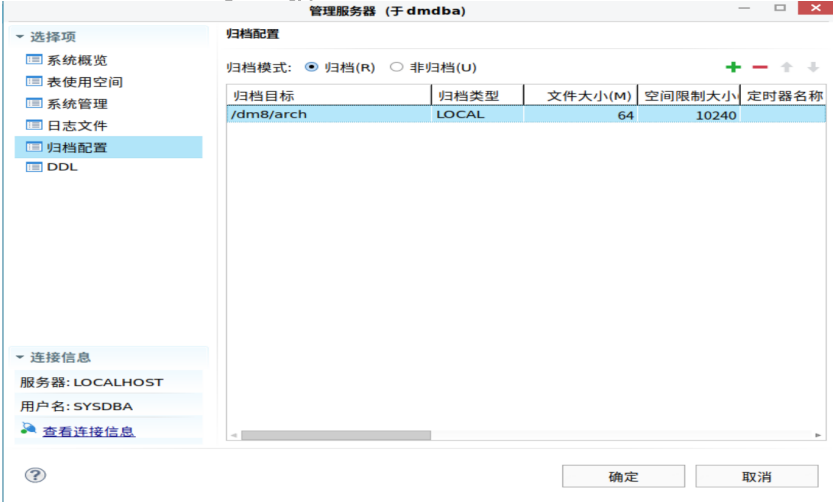 管理服务器 (于 dmdba)
选择项
系统概览
表使用空间
系统管理
日志文件
归档配置
DDL
归档配置
归档模式: 归档(R) 非归档(U)
归档目标 归档类型 文件大小(M) 空间限制大小( 定时器名称
/dm8/arch LOCAL 64 10240
连接信息
服务器: LOCALHOST
用户名: SYSDBA
查看连接信息
?
确定 取消